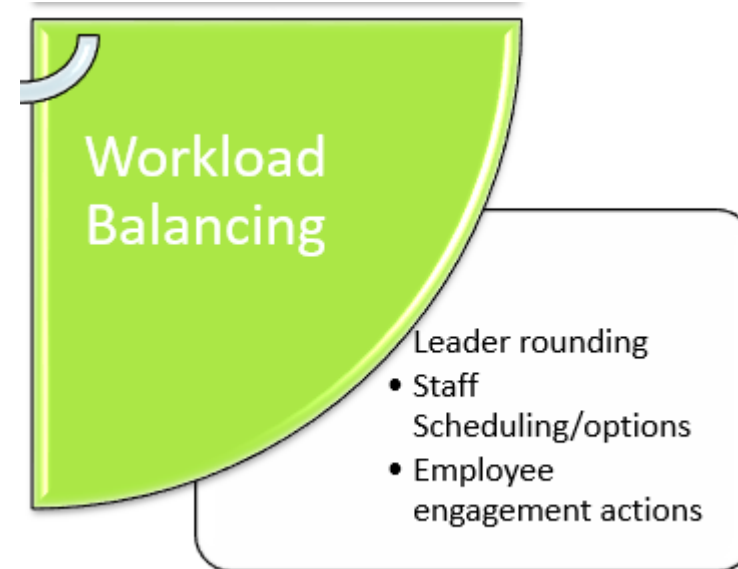 Workload
Balancing
Leader rounding
• Staff
Scheduling/options
• Employee
engagement actions